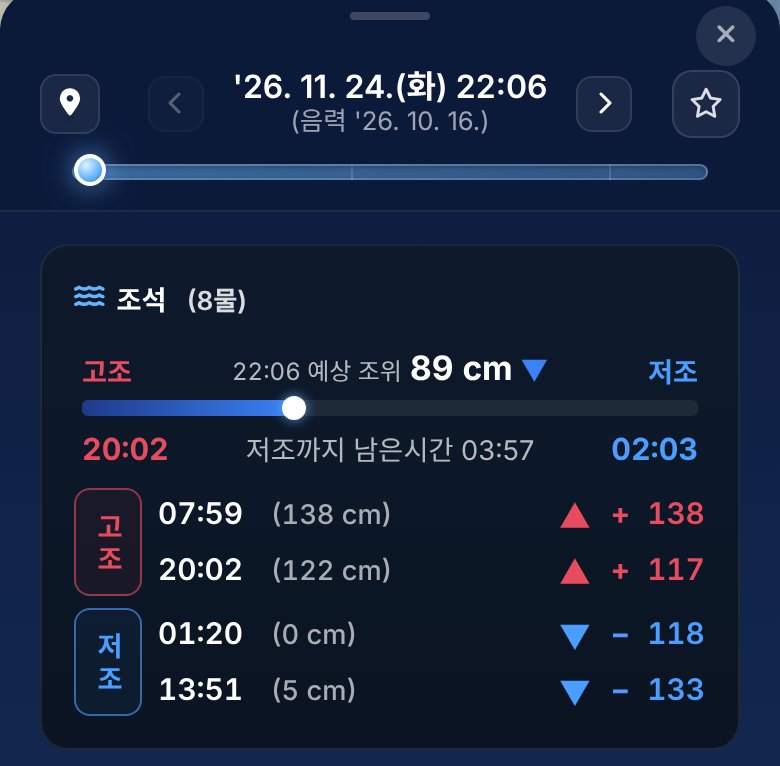 '26. 11. 24.(화) 22:06
(음력 '26. 10. 16.)
조석 (8물)
고조 22:06 예상 조위 89 cm ▼ 저조
20:02 저조까지 남은시간 03:57 02:03
고조
07:59 (138 cm) ▲ + 138
20:02 (122 cm) ▲ + 117
저조
01:20 (0 cm) ▼ − 118
13:51 (5 cm) ▼ − 133